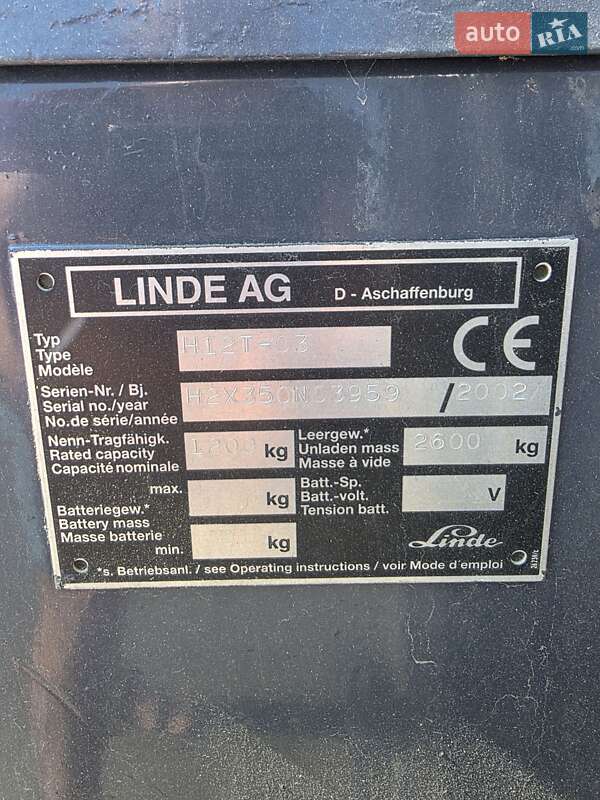 auto RIA.com
LINDE AG D - Aschaffenburg
Typ
Type
Modèle
H12T-03
CE
Serien-Nr. / Bj.
Serial no./year
No.de série/année
H2X350N03959 / 2002
Nenn-Tragfähigk.
Rated capacity
Capacité nominale
1200 kg
Leergew.*
Unladen mass
Masse à vide
2600 kg
max. kg
Batteriegew.*
Battery mass
Masse batterie
min. kg
Batt.-Sp.
Batt.-volt.
Tension batt.
V
Linde
*s. Betriebsanl. / see Operating instructions / voir Mode d´emploi